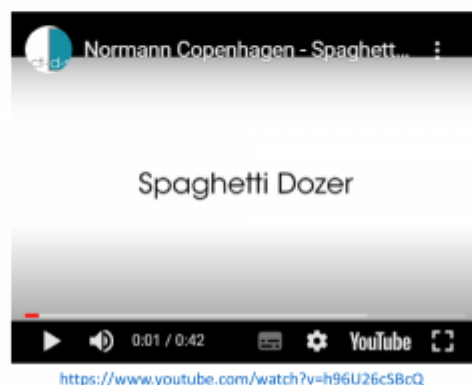 Normann Copenhagen - Spaghett...
Spaghetti Dozer
0:01 / 0:42
YouTube
https://www.youtube.com/watch?v=h96U26cSBcQ